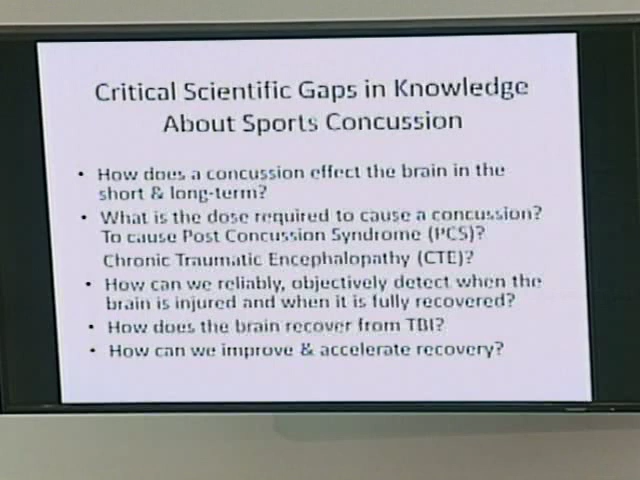 Critical Scientific Gaps in Knowledge
About Sports Concussion
• How does a concussion effect the brain in the
short & long-term?
• What is the dose required to cause a concussion?
To cause Post Concussion Syndrome (PCS)?
Chronic Traumatic Encephalopathy (CTE)?
• How can we reliably, objectively detect when the
brain is injured and when it is fully recovered?
• How does the brain recover from TBI?
• How can we improve & accelerate recovery?